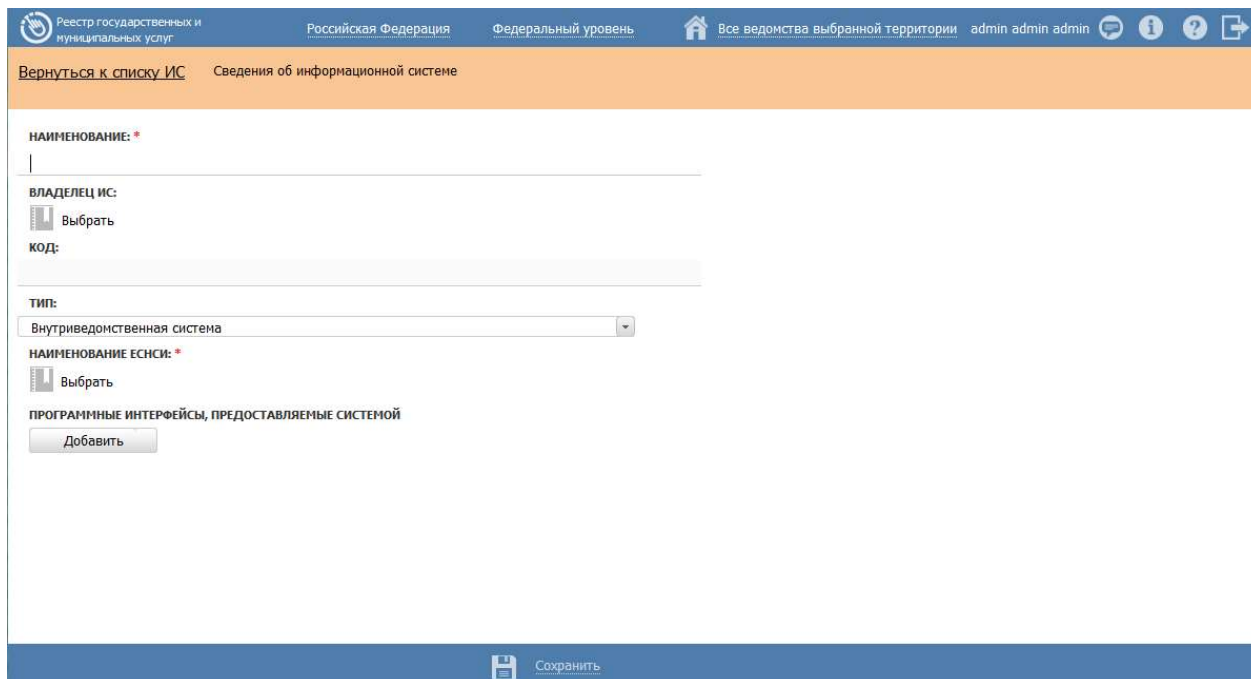 Реестр государственных и
муниципальных услуг
Российская Федерация
Федеральный уровень
Все ведомства выбранной территории
admin admin admin
Вернуться к списку ИС
Сведения об информационной системе
НАИМЕНОВАНИЕ: *
ВЛАДЕЛЕЦ ИС:
Выбрать
КОД:
ТИП:
Внутриведомственная система
НАИМЕНОВАНИЕ ЕСНСИ: *
Выбрать
ПРОГРАММНЫЕ ИНТЕРФЕЙСЫ, ПРЕДОСТАВЛЯЕМЫЕ СИСТЕМОЙ
Добавить
Сохранить